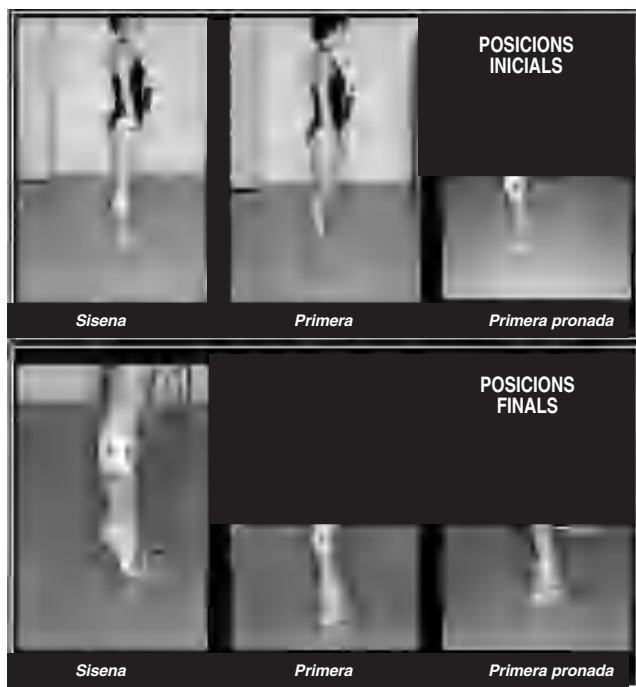 POSICIONS
INICIALS
Sisena
Primera
Primera pronada
POSICIONS
FINALS
Sisena
Primera
Primera pronada